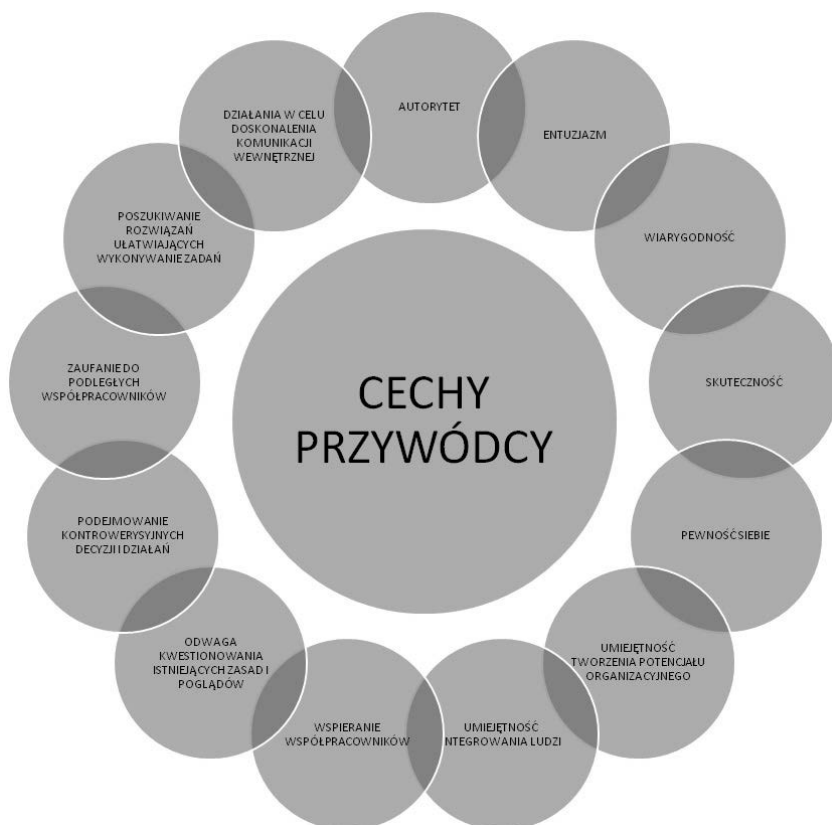 CECHY
PRZYWÓDCY
AUTORYTET
ENTUZJAZM
WIARYGODNOŚĆ
SKUTECZNOŚĆ
PEWNOŚĆ SIEBIE
UMIEJĘTNOŚĆ
TWORZENIA POTENCJAŁU
ORGANIZACYJNEGO
UMIEJĘTNOŚĆ
INTEGROWANIA LUDZI
WSPIERANIE
WSPÓŁPRACOWNIKÓW
ODWAGA
KWESTIONOWANIA
ISTNIEJĄCYCH ZASAD I
POGLĄDÓW
PODEJMOWANIE
KONTROWERYSYJNYCH
DECYZJI I DZIAŁAŃ
ZAUFANIE DO
PODLEGŁYCH
WSPÓŁPRACOWNIKÓW
POSZUKIWANIE
ROZWIĄZAŃ
UŁATWIAJĄCYCH
WYKONYWANIE ZADAŃ
DZIAŁANIA W CELU
DOSKONALENIA
KOMUNIKACJI
WEWNĘTRZNEJ